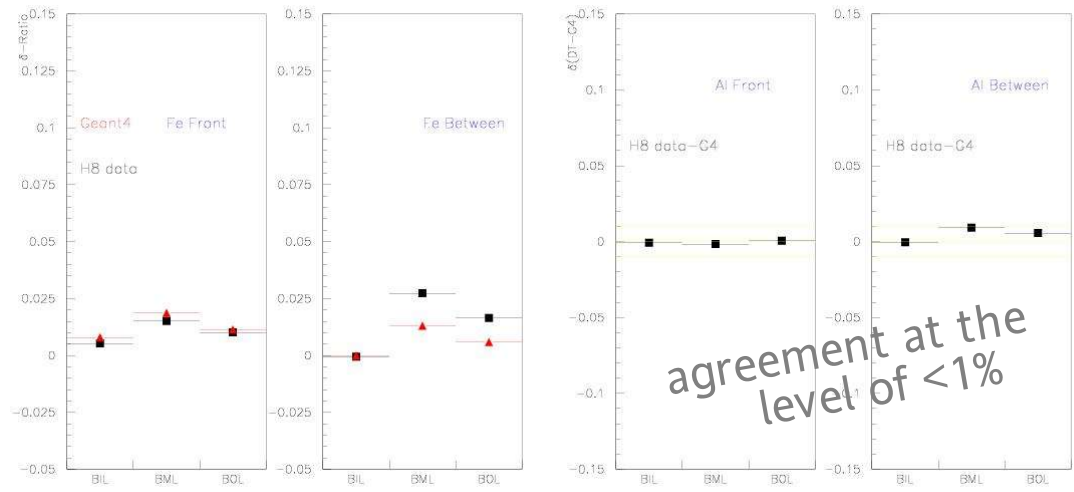 δ-Ratio
0.15
0.125
0.1
0.075
0.05
0.025
0
-0.025
-0.05
Geant4
Fe Front
H8 data
BIL
BML
BOL
0.15
0.125
0.1
0.075
0.05
0.025
0
-0.025
-0.05
Fe Between
BIL
BML
BOL
δ(DT-G4)
0.15
0.1
0.05
0
-0.05
-0.1
-0.15
Al Front
H8 data-G4
BIL
BML
BOL
0.15
0.1
0.05
0
-0.05
-0.1
-0.15
Al Between
H8 data-G4
BIL
BML
BOL
agreement at the
level of <1%